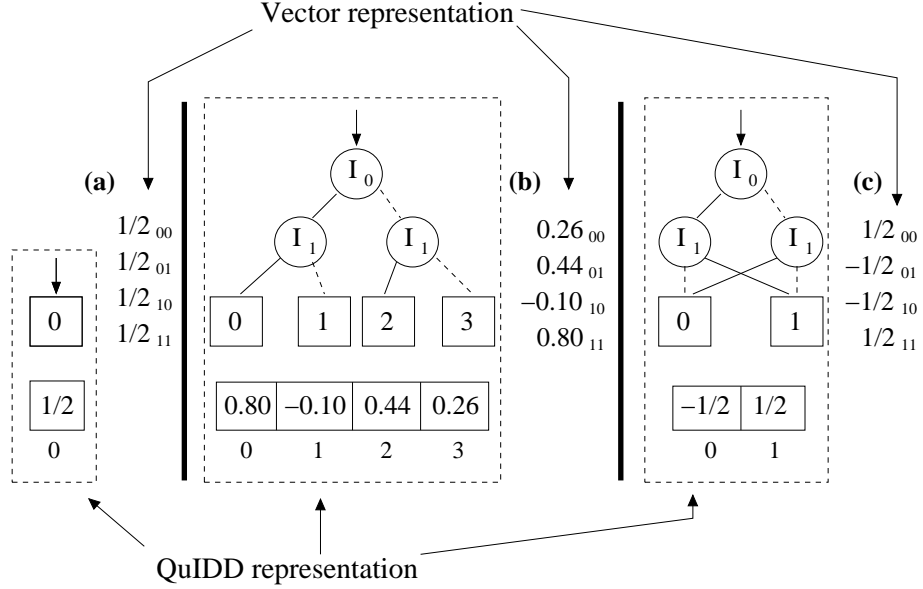 Vector representation
(a)
1/2 00
1/2 01
1/2 10
1/2 11
0
1/2
0
I 0
I 1
I 1
0 1 2 3
0.80 −0.10 0.44 0.26
0 1 2 3
(b)
0.26 00
0.44 01
−0.10 10
0.80 11
I 0
I 1
I 1
0 1
−1/2 1/2
0 1
(c)
1/2 00
−1/2 01
−1/2 10
1/2 11
QuIDD representation